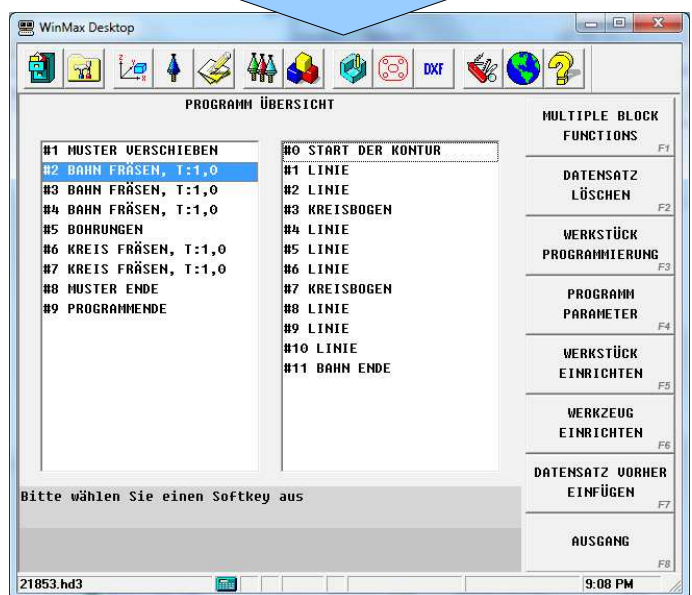 WinMax Desktop
DXF
PROGRAMM ÜBERSICHT
#1 MUSTER VERSCHIEBEN
#2 BAHN FRÄSEN, T:1,0
#3 BAHN FRÄSEN, T:1,0
#4 BAHN FRÄSEN, T:1,0
#5 BOHRUNGEN
#6 KREIS FRÄSEN, T:1,0
#7 KREIS FRÄSEN, T:1,0
#8 MUSTER ENDE
#9 PROGRAMMENDE
#0 START DER KONTUR
#1 LINIE
#2 LINIE
#3 KREISBOGEN
#4 LINIE
#5 LINIE
#6 LINIE
#7 KREISBOGEN
#8 LINIE
#9 LINIE
#10 LINIE
#11 BAHN ENDE
MULTIPLE BLOCK
FUNCTIONS
F1
DATENSATZ
LÖSCHEN
F2
WERKSTÜCK
PROGRAMMIERUNG
F3
PROGRAMM
PARAMETER
F4
WERKSTÜCK
EINRICHTEN
F5
WERKZEUG
EINRICHTEN
F6
DATENSATZ VORHER
EINFÜGEN
F7
AUSGANG
F8
Bitte wählen Sie einen Softkey aus
21853.hd3
9:08 PM